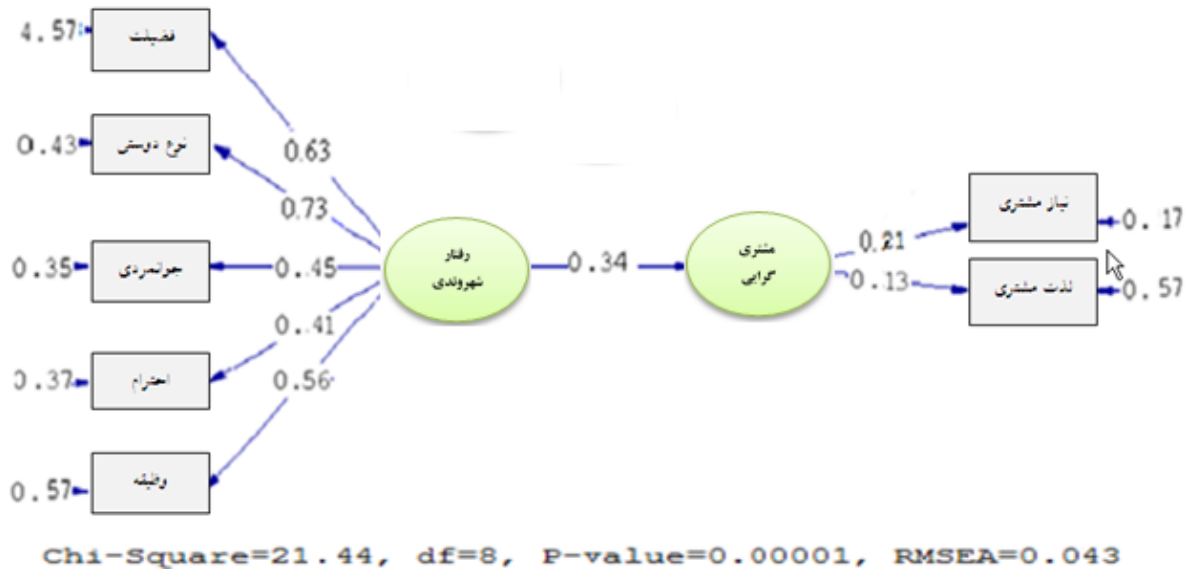 4.57
فضیلت
0.63
0.43
نوع دوستی
0.73
0.35
جوانمردی
0.45
رفتار
شهروندی
0.34
مشتری
گرایی
0.21
نیاز مشتری
0.17
0.13
لذت مشتری
0.57
0.41
0.37
احترام
0.56
0.57
وظیفه
Chi-Square=21.44, df=8, P-value=0.00001, RMSEA=0.043